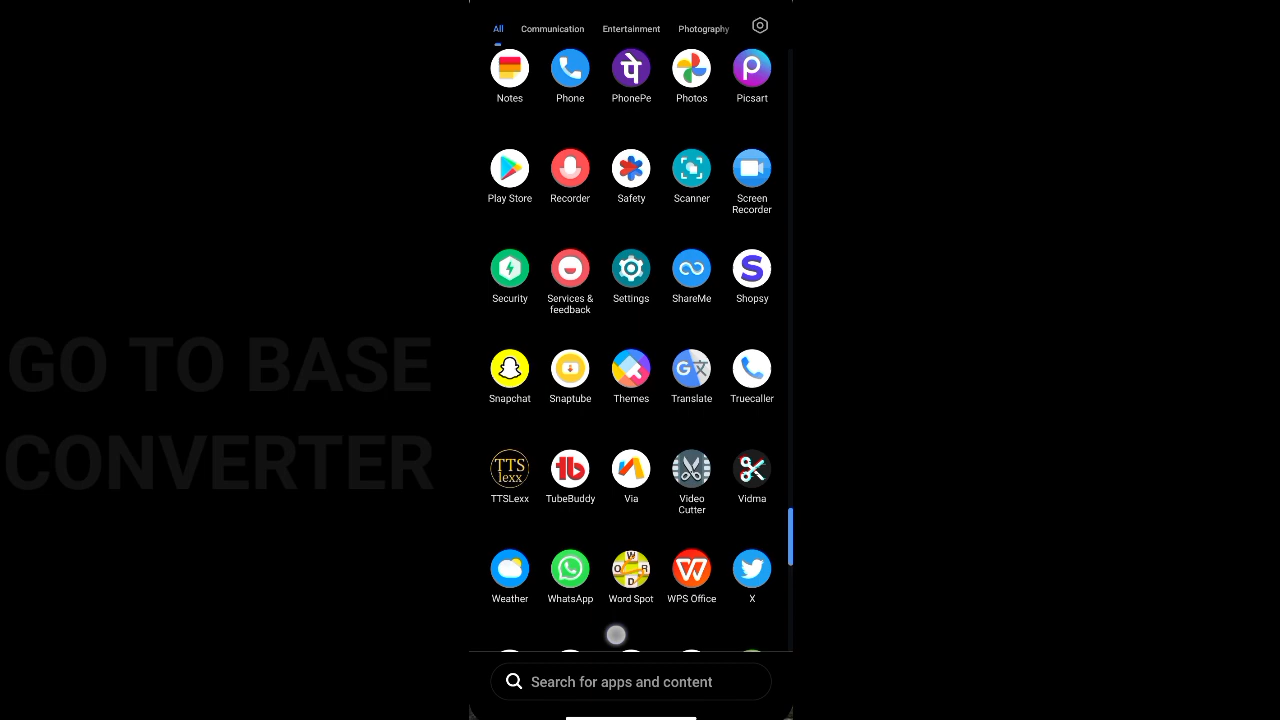 All Communication Entertainment Photography
Notes Phone PhonePe Photos Picsart
Play Store Recorder Safety Scanner Screen
Recorder
Security Services & Settings ShareMe Shopsy
feedback
Snapchat Snaptube Themes Translate Truecaller
TTS
lexx
TTSLexx TubeBuddy Via Video Vidma
Cutter
W
O R
D
Weather WhatsApp Word Spot WPS Office X
Search for apps and content
GO TO BASE
CONVERTER